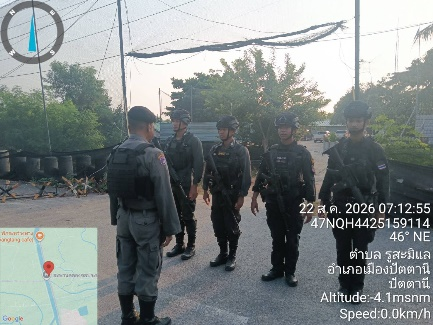 22 ส.ค. 2026 07:12:55
47NQH4425159114
46° NE
ตำบล รูสะมิแล
อำเภอเมืองปัตตานี
ปัตตานี
Altitude:-4.1msnm
Speed:0.0km/h
Google